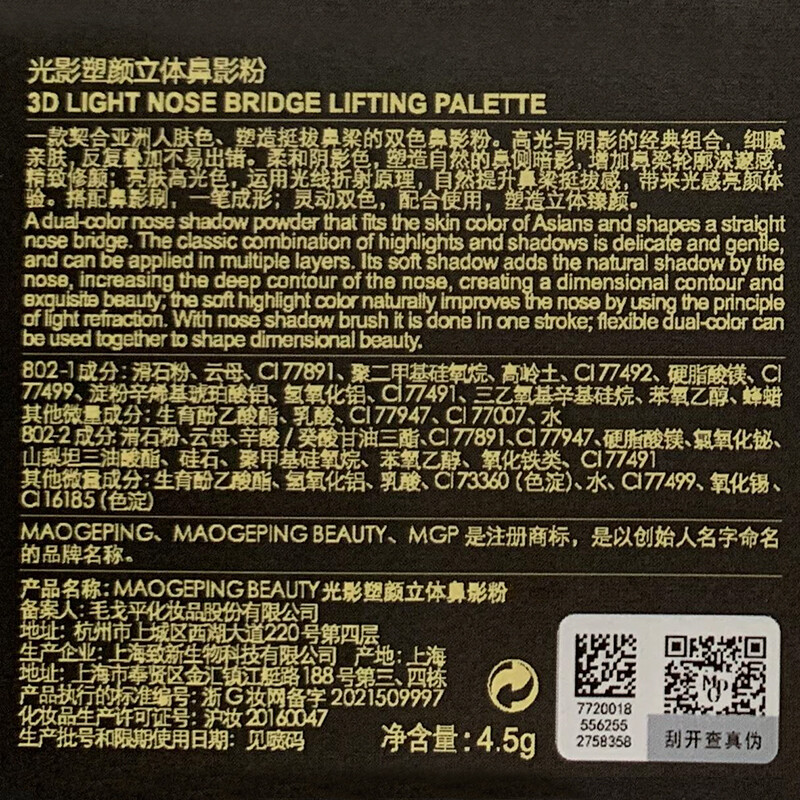 光影塑颜立体鼻影粉
3D LIGHT NOSE BRIDGE LIFTING PALETTE
一款契合亚洲人肤色、塑造挺拔鼻梁的双色鼻影粉。高光与阴影的经典组合，细腻
亲肤，反复叠加不易出错。柔和阴影色，塑造自然的鼻侧暗影，增加鼻梁轮廓深邃感，
精致修颜；亮肤高光色，运用光线折射原理，自然提升鼻梁挺拔感，带来光感亮颜体
验。搭配鼻影刷，一笔成形；灵动双色，配合使用，塑造立体臻颜。
A dual-color nose shadow powder that fits the skin color of Asians and shapes a straight
nose bridge. The classic combination of highlights and shadows is delicate and gentle,
and can be applied in multiple layers. Its soft shadow adds the natural shadow by the
nose, increasing the deep contour of the nose, creating a dimensional contour and
exquisite beauty; the soft highlight color naturally improves the nose by using the principle
of light refraction. With nose shadow brush it is done in one stroke; flexible dual-color can
be used together to shape dimensional beauty.
802-1成分：滑石粉、云母、CI 77891、聚二甲基硅氧烷、高岭土、CI 77492、硬脂酸镁、CI
77499、淀粉辛烯基琥珀酸铝、氢氧化铝、CI 77491、三乙氧基辛基硅烷、苯氧乙醇、蜂蜡
其他微量成分：生育酚乙酸酯、乳酸、CI 77947、CI 77007、水
802-2 成分：滑石粉、云母、辛酸 / 癸酸甘油三酯、CI 77891、CI 77947、硬脂酸镁、氯氧化铋、
山梨坦三油酸酯、硅石、聚甲基硅氧烷、苯氧乙醇、氧化铁类、CI 77491
其他微量成分：生育酚乙酸酯、氢氧化铝、乳酸、CI 73360（色淀）、水、CI 77499、氧化锡、
CI 16185 (色淀)
MAOGEPING、MAOGEPING BEAUTY、MGP 是注册商标，是以创始人名字命名
的品牌名称。
产品名称：MAOGEPING BEAUTY光影塑颜立体鼻影粉
备案人：毛戈平化妆品股份有限公司
地址：杭州市上城区西湖大道220号第四层
生产企业：上海致新生物科技有限公司 产地：上海
地址：上海市奉贤区金汇镇江艇路188号第三、四栋
产品执行的标准编号：浙G妆网备字2021509997
化妆品生产许可证号：沪妆20160047
生产批号和限期使用日期：见喷码
净含量：4.5g
7720018
556255
2758358
刮开查真伪